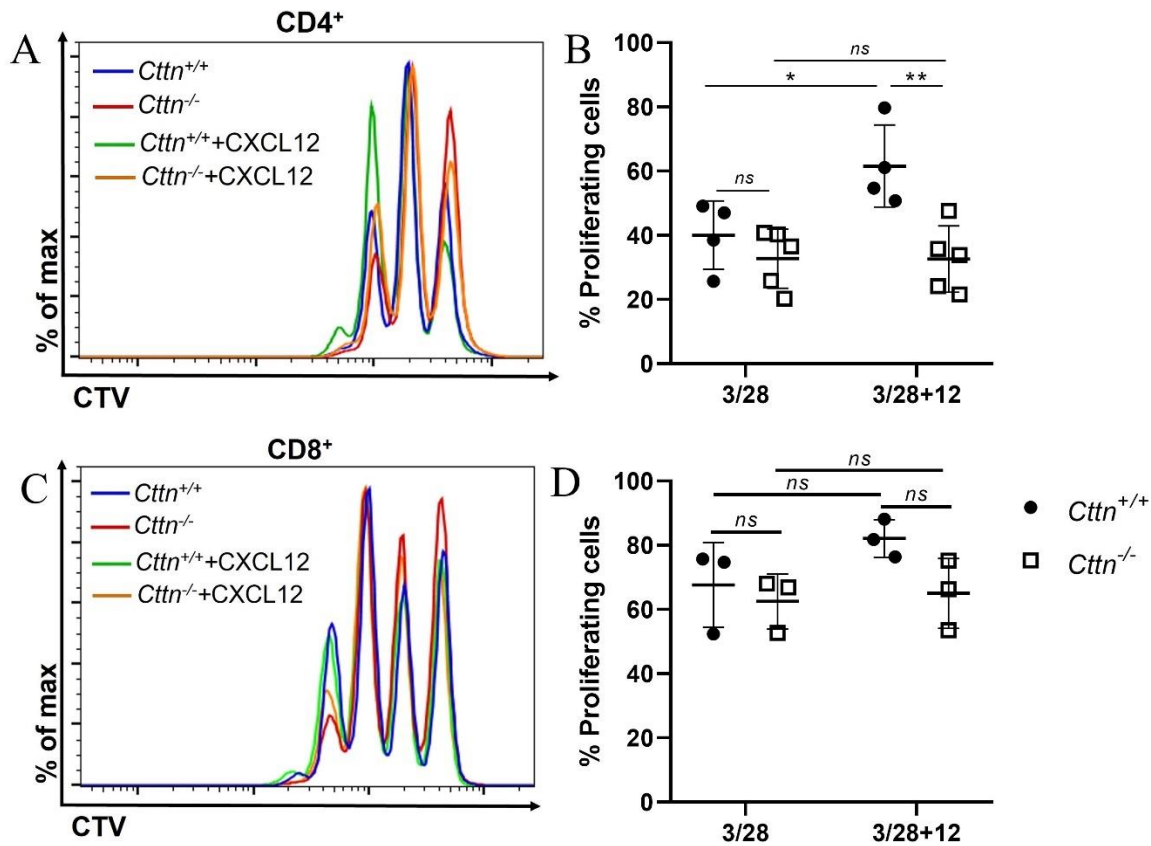 A
CD4⁺
Cttn⁺/⁺
Cttn⁻/⁻
Cttn⁺/⁺+CXCL12
Cttn⁻/⁻+CXCL12
% of max
CTV
B
% Proliferating cells
100
80
60
40
20
0
ns
* **
ns
3/28 3/28+12
C
CD8⁺
Cttn⁺/⁺
Cttn⁻/⁻
Cttn⁺/⁺+CXCL12
Cttn⁻/⁻+CXCL12
% of max
CTV
D
% Proliferating cells
100
80
60
40
20
0
ns
ns
ns ns
3/28 3/28+12
Cttn⁺/⁺
Cttn⁻/⁻